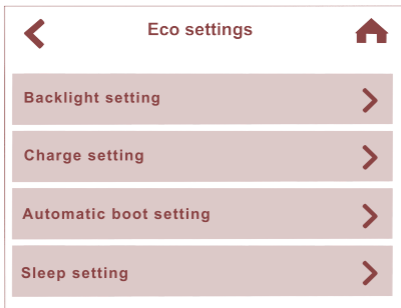 Eco settings
Backlight setting
Charge setting
Automatic boot setting
Sleep setting